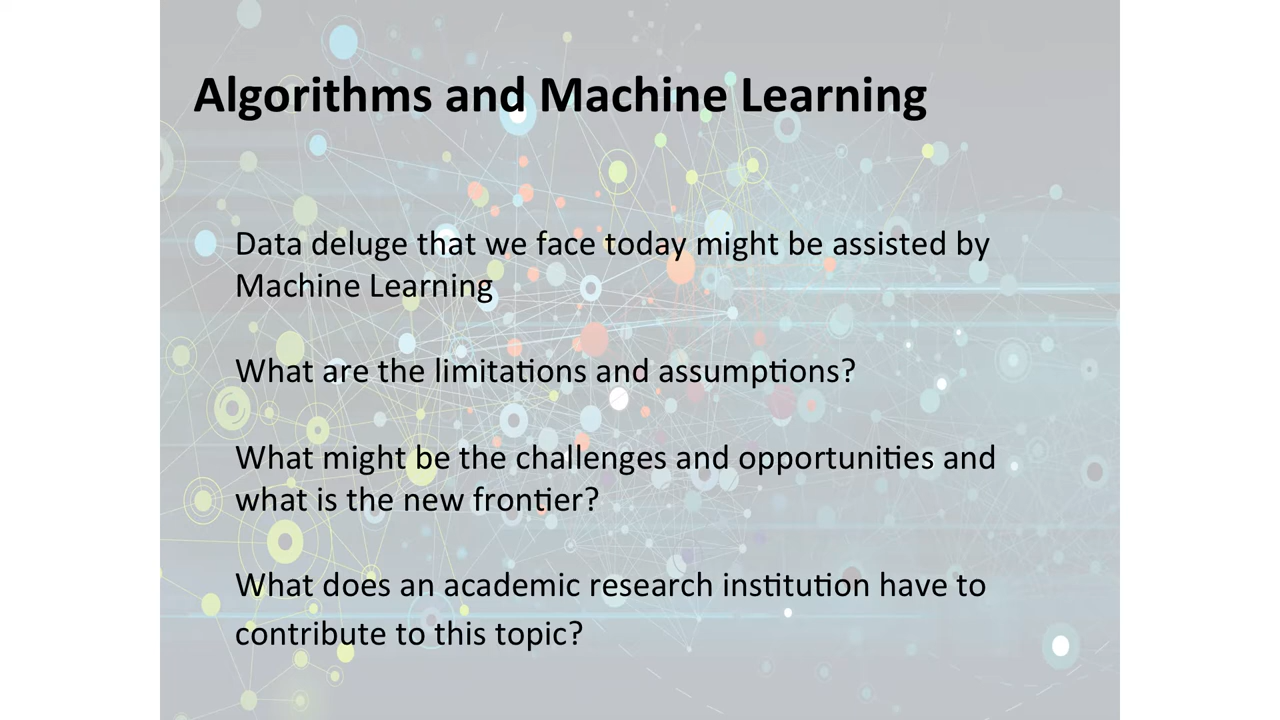 Algorithms and Machine Learning
Data deluge that we face today might be assisted by
Machine Learning
What are the limitations and assumptions?
What might be the challenges and opportunities and
what is the new frontier?
What does an academic research institution have to
contribute to this topic?